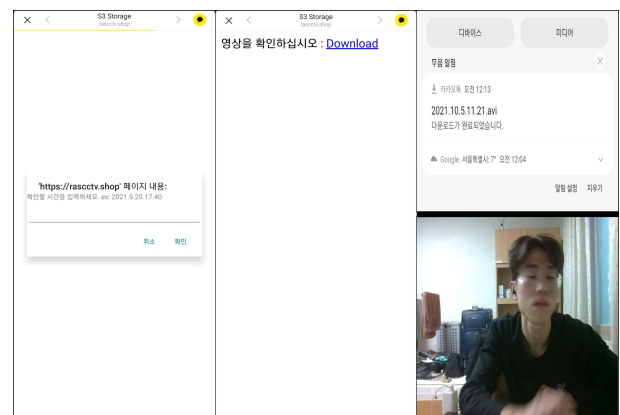 S3 Storage
rascctv.shop
'https://rascctv.shop' 페이지 내용:
확인할 시간을 입력하세요. ex: 2021.9.20.17:40
취소 확인
S3 Storage
rascctv.shop
영상을 확인하십시오 : Download
디바이스 미디어
무음 알림
카카오톡 오전 12:13
2021.10.5.11.21.avi
다운로드가 완료되었습니다.
Google 서울특별시: 7° 오전 12:04
알림 설정 지우기